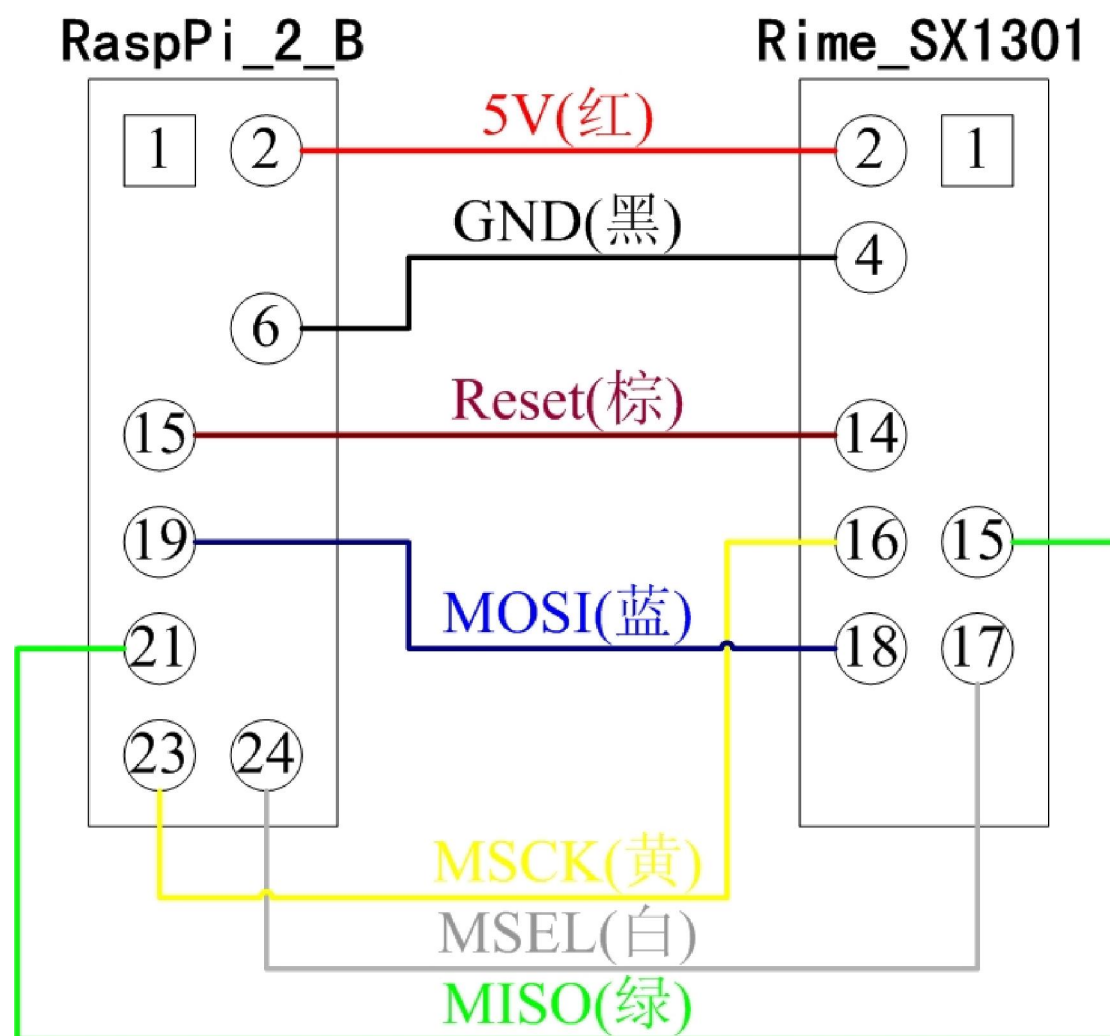 RaspPi_2_B Rime_SX1301
5V(红)
1 2 2 1
GND(黑)
4
6
Reset(棕)
15 14
19 16 15
MOSI(蓝)
21 18 17
23 24
MSCK(黄)
MSEL(白)
MISO(绿)